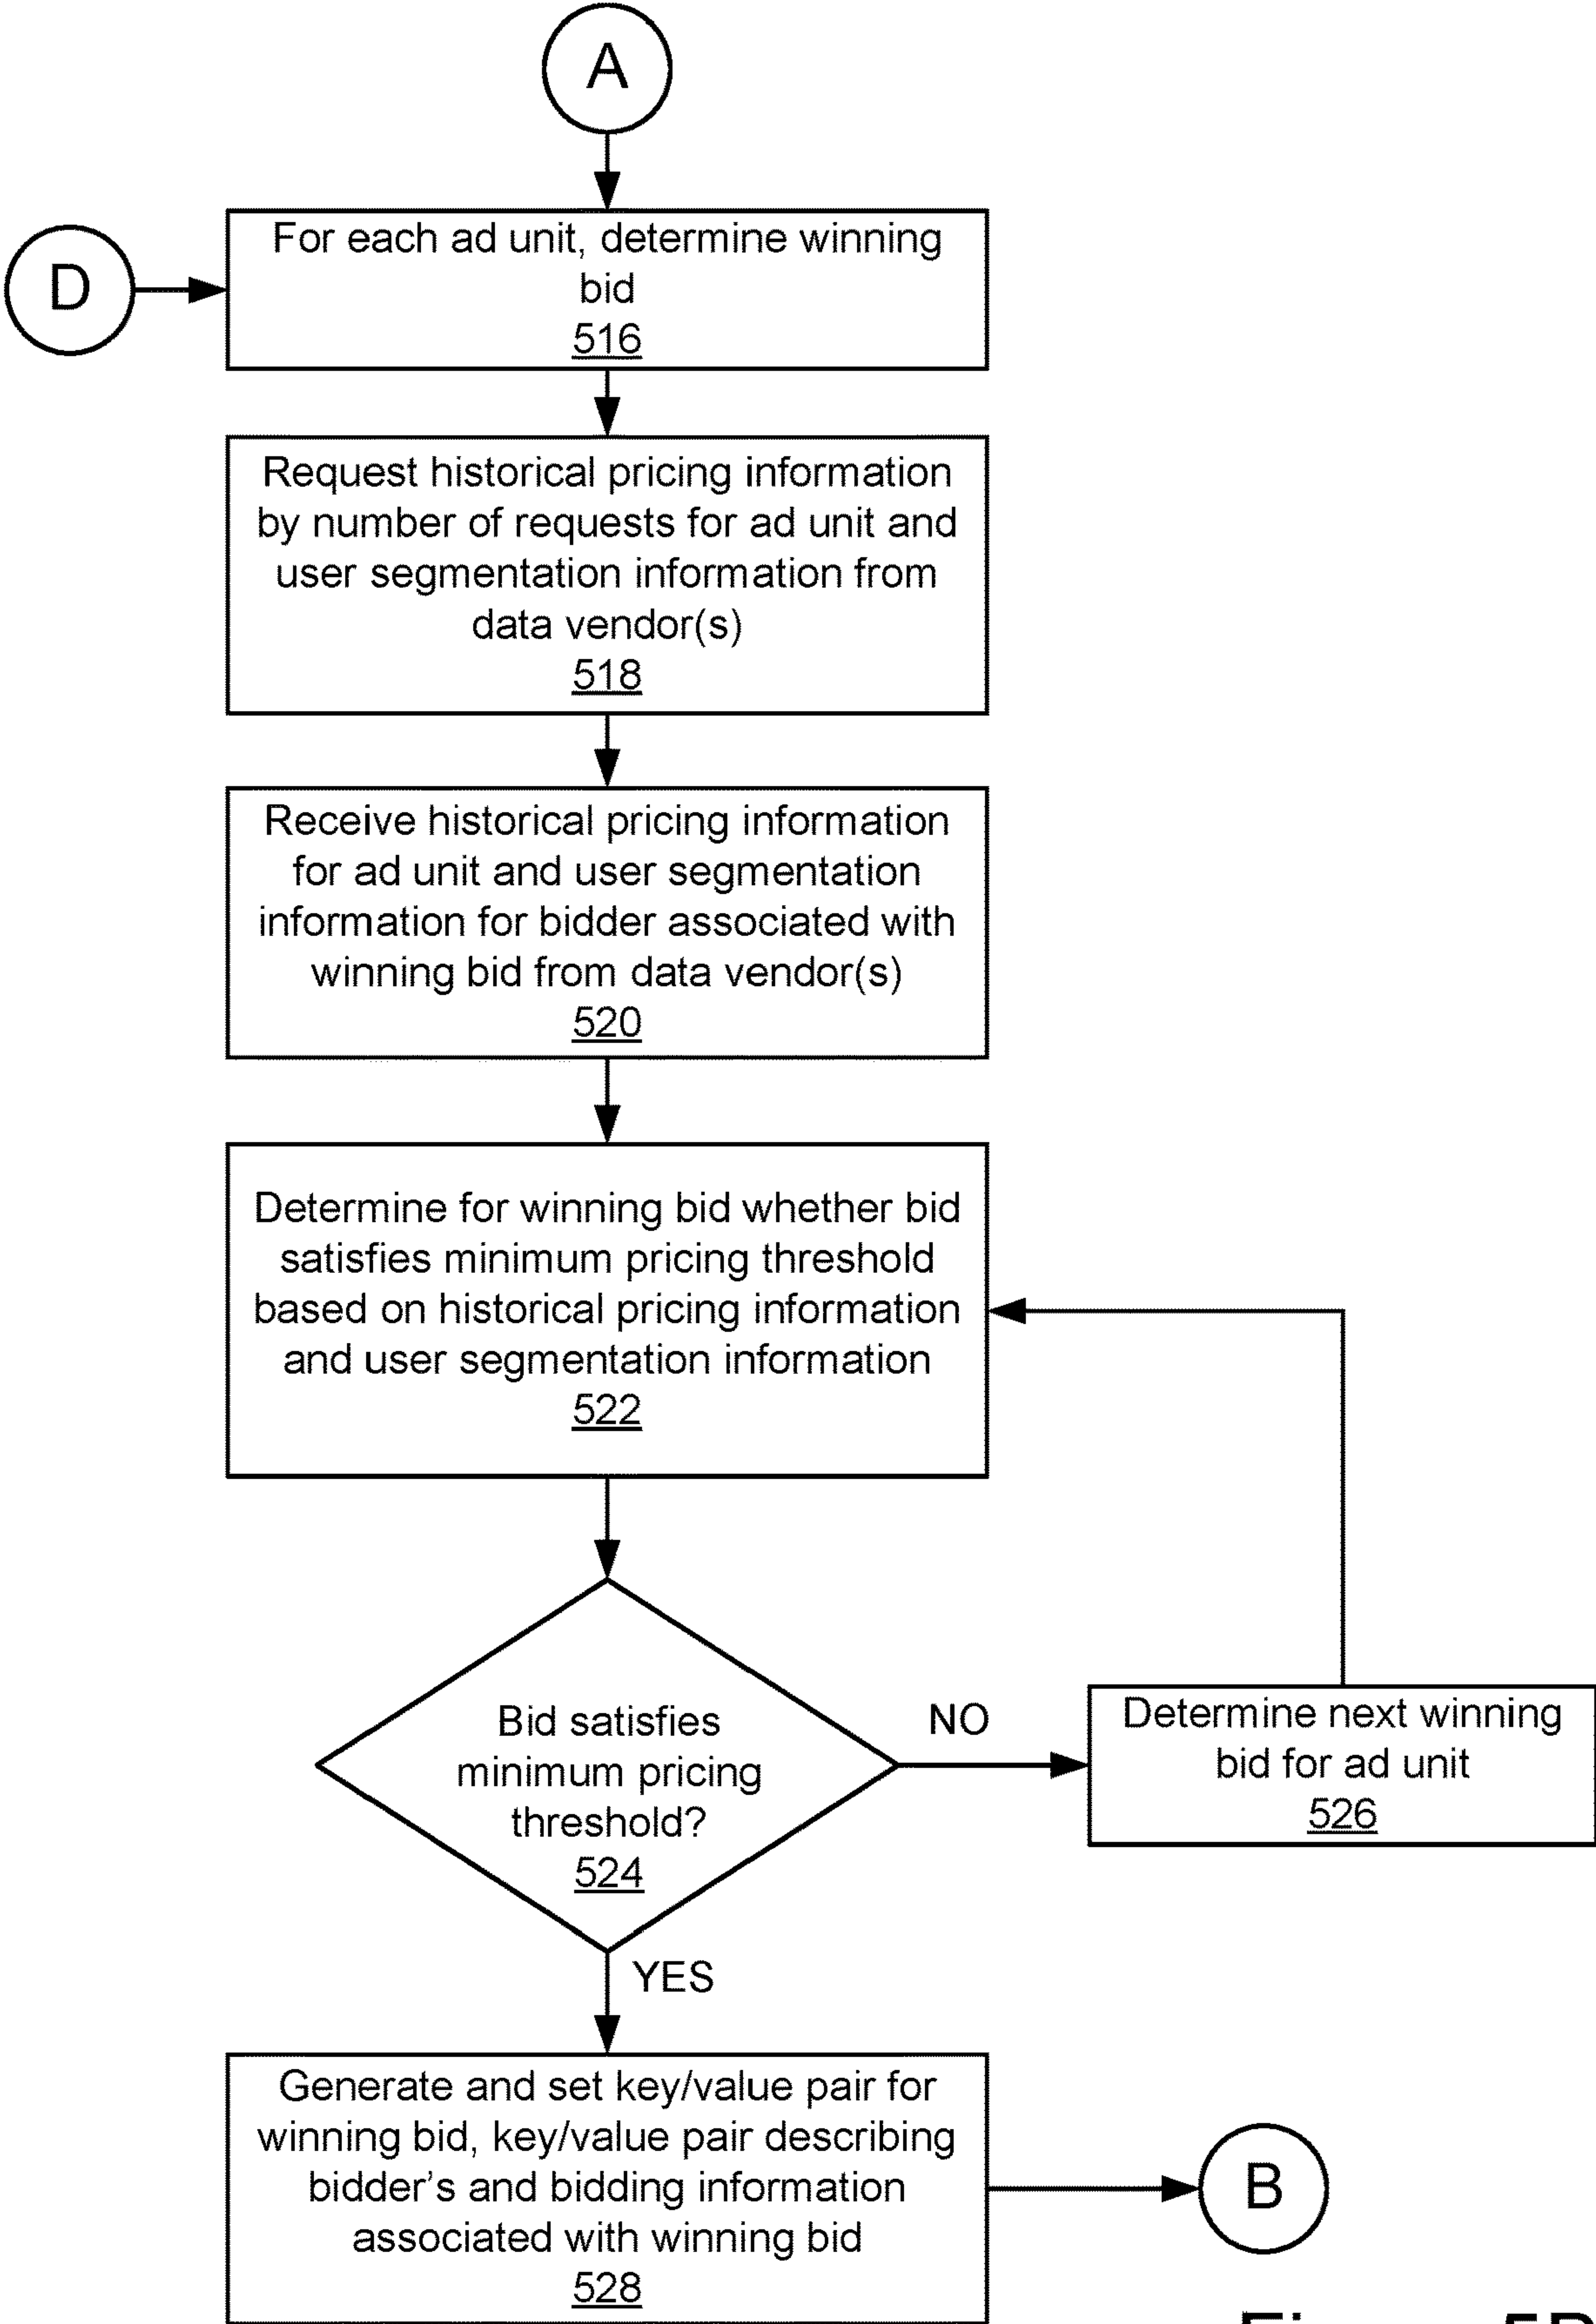 A
For each ad unit, determine winning
bid
516
D
Request historical pricing information
by number of requests for ad unit and
user segmentation information from
data vendor(s)
518
Receive historical pricing information
for ad unit and user segmentation
information for bidder associated with
winning bid from data vendor(s)
520
Determine for winning bid whether bid
satisfies minimum pricing threshold
based on historical pricing information
and user segmentation information
522
Bid satisfies
minimum pricing
threshold?
524
NO
Determine next winning
bid for ad unit
526
YES
Generate and set key/value pair for
winning bid, key/value pair describing
bidder's and bidding information
associated with winning bid
528
B